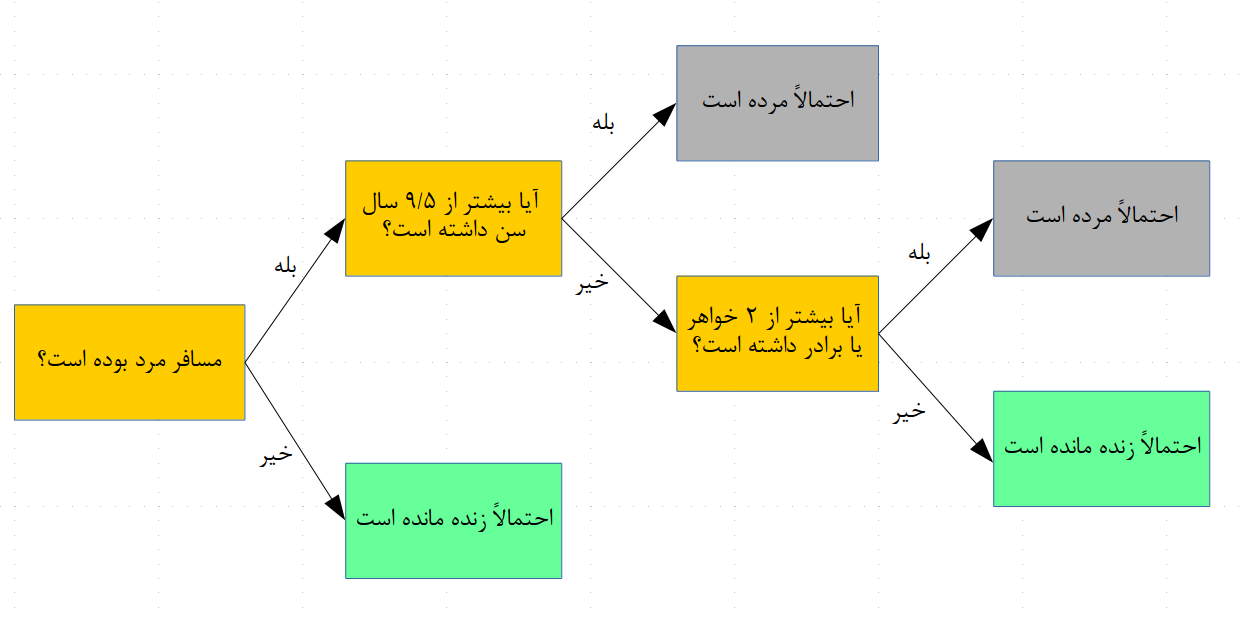 مسافر مرد بوده است؟
بله
خیر
آیا بیشتر از ۹/۵ سال
سن داشته است؟
احتمالاً زنده مانده است
بله
خیر
احتمالاً مرده است
آیا بیشتر از ۲ خواهر
یا برادر داشته است؟
بله
خیر
احتمالاً مرده است
احتمالاً زنده مانده است